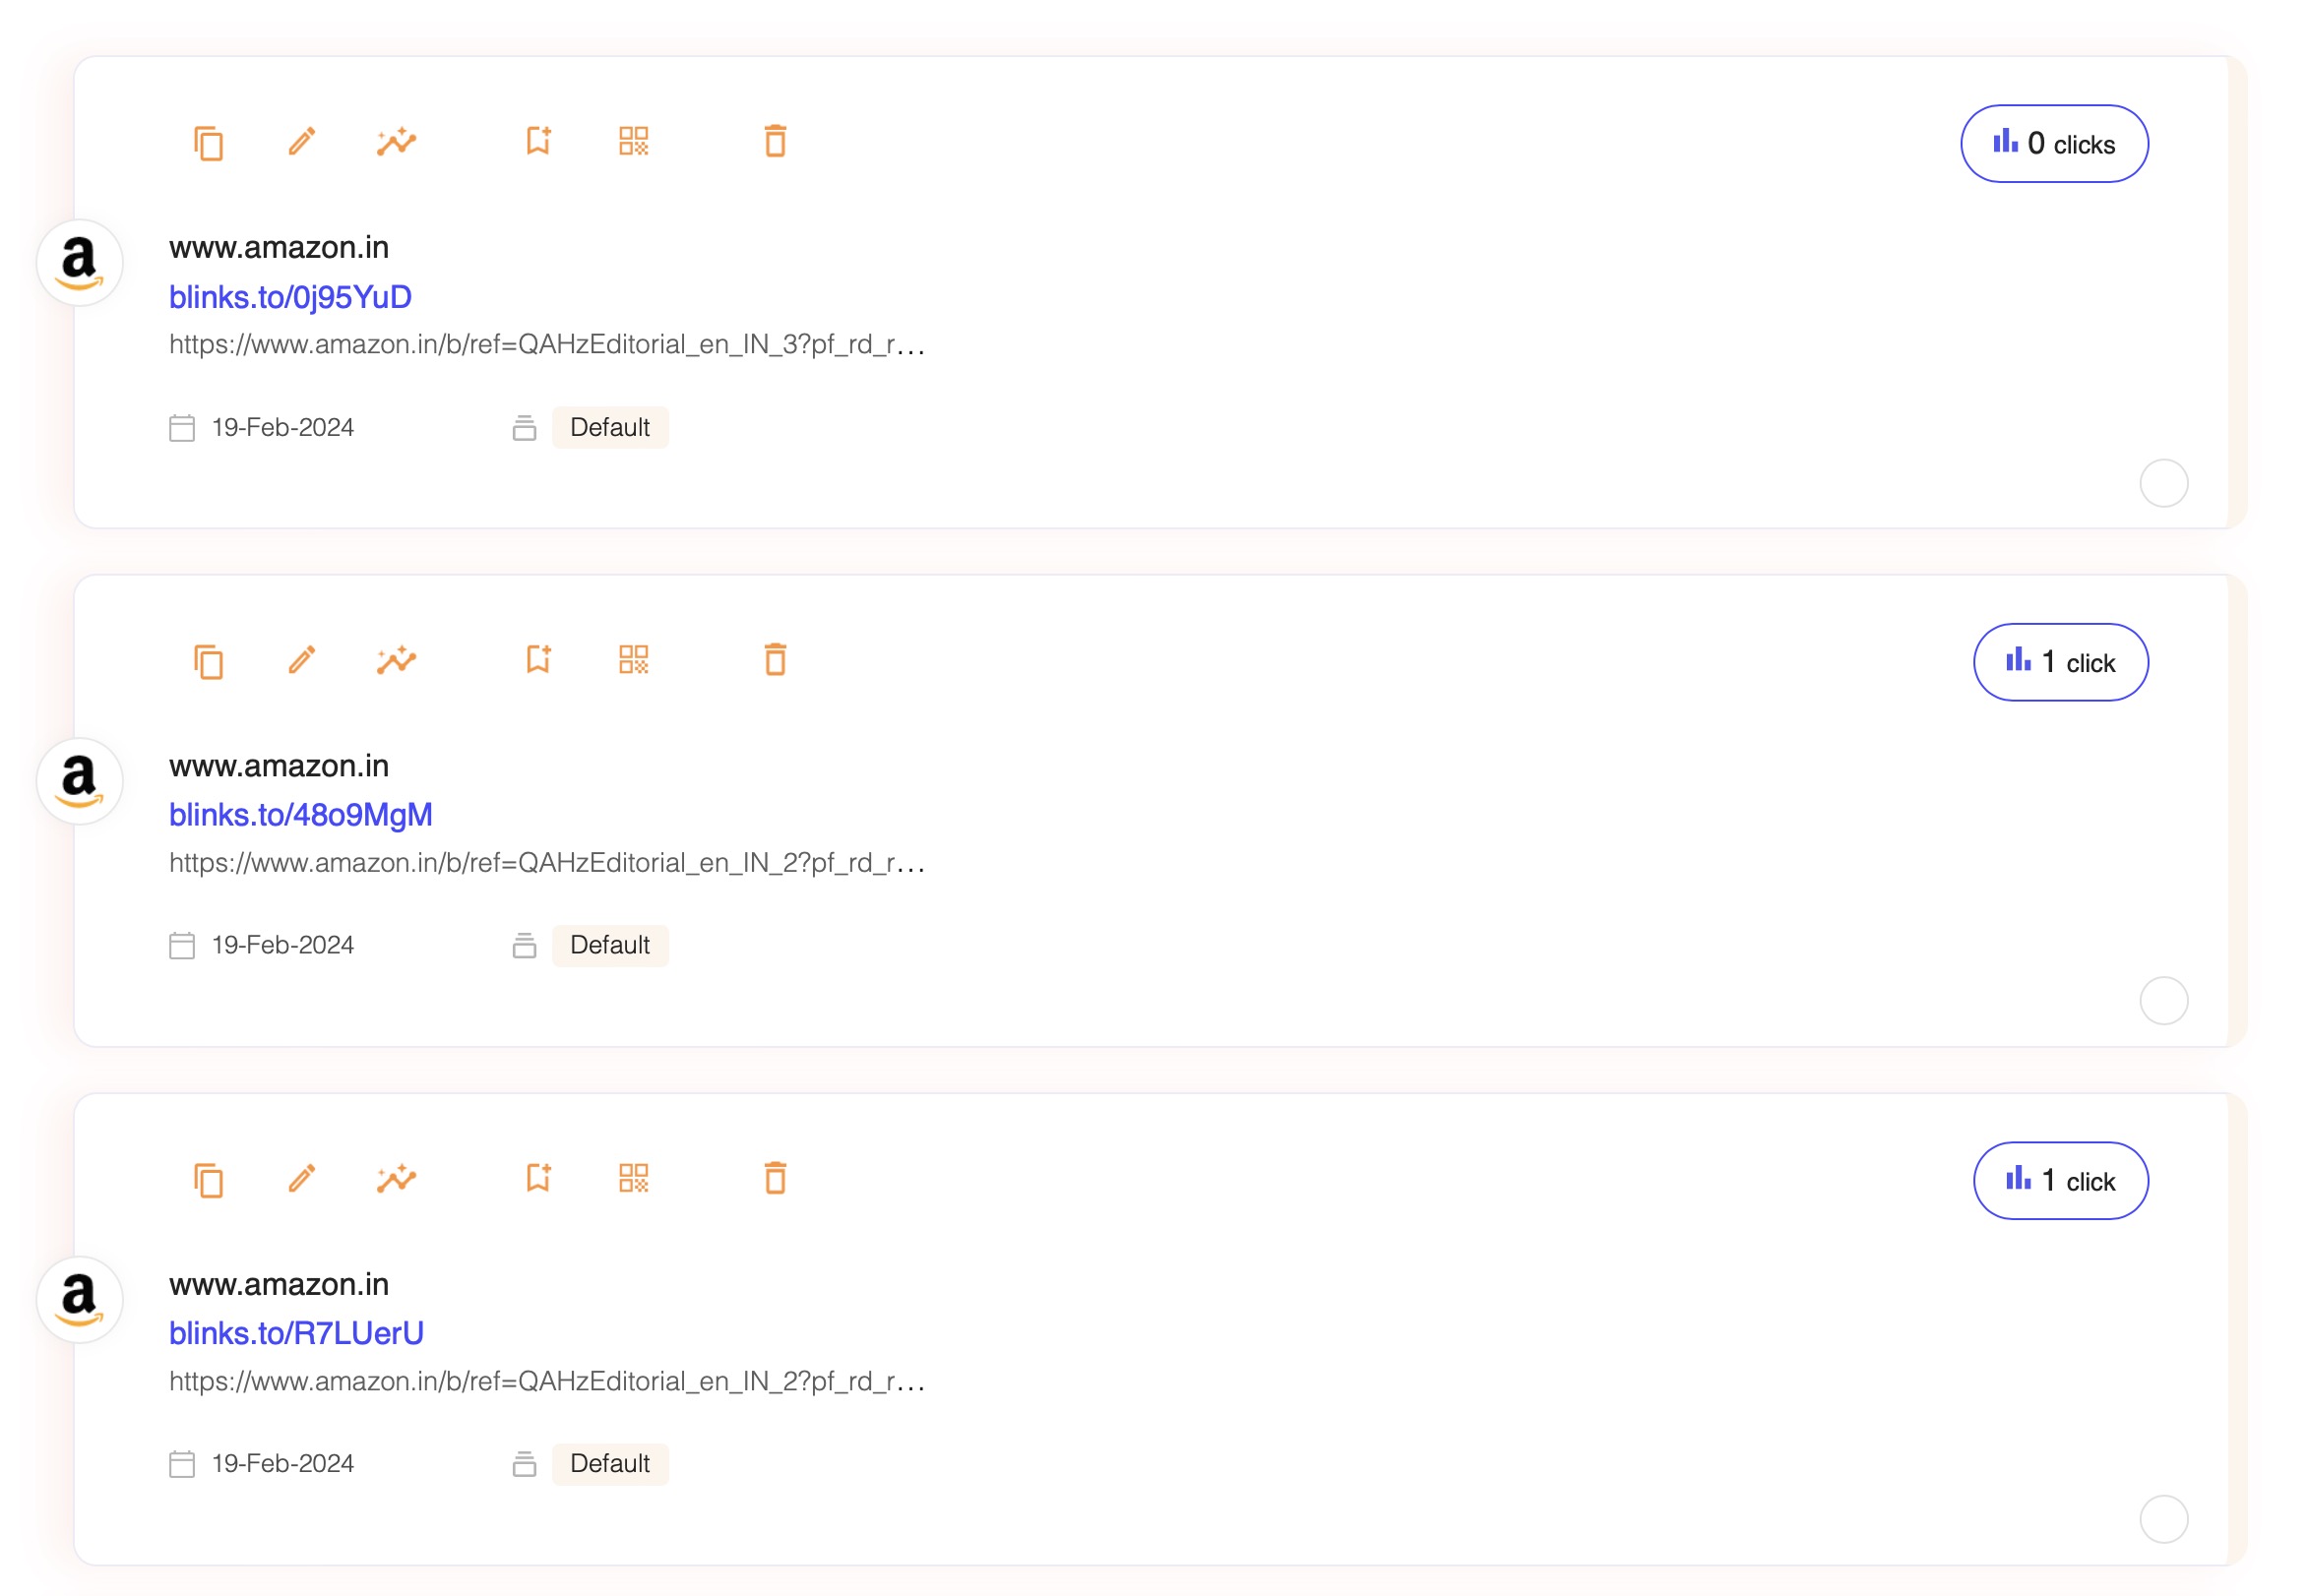 0 clicks
www.amazon.in
blinks.to/0j95YuD
https://www.amazon.in/b/ref=QAHzEditorial_en_IN_3?pf_rd_r...
19-Feb-2024 Default
1 click
www.amazon.in
blinks.to/48o9MgM
https://www.amazon.in/b/ref=QAHzEditorial_en_IN_2?pf_rd_r...
19-Feb-2024 Default
1 click
www.amazon.in
blinks.to/R7LUerU
https://www.amazon.in/b/ref=QAHzEditorial_en_IN_2?pf_rd_r...
19-Feb-2024 Default